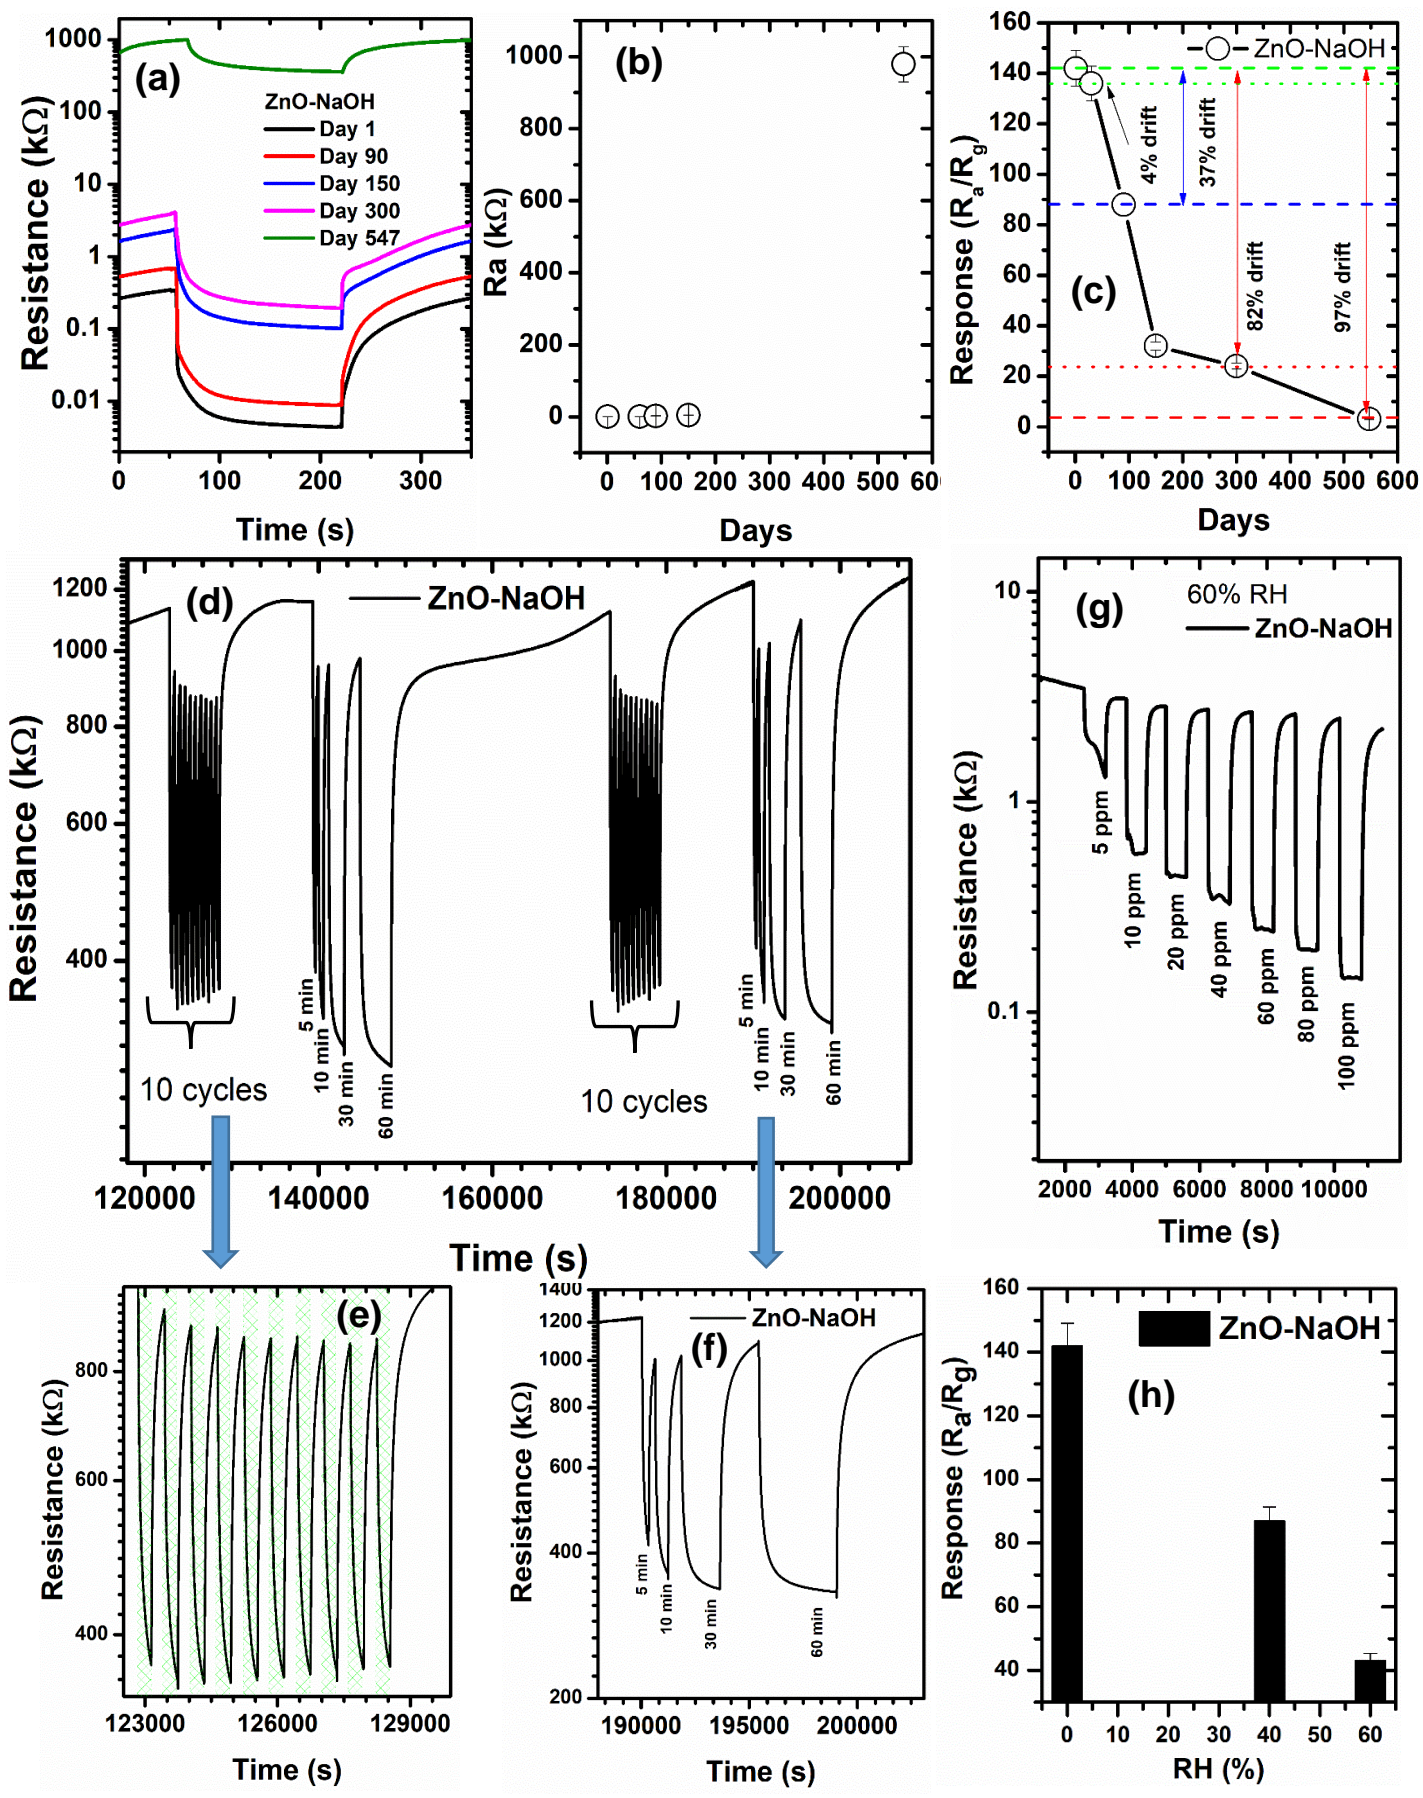 (a)
ZnO-NaOH
Day 1
Day 90
Day 150
Day 300
Day 547
1000
100
10
1
0.1
0.01
Resistance (kΩ)
0 100 200 300
Time (s)
(b)
1000
800
600
400
200
0
Ra (kΩ)
0 100 200 300 400 500
Days
(c)
ZnO-NaOH
160
140
120
100
80
60
40
20
0
Response (Ra/Rg)
4% drift
37% drift
82% drift
97% drift
0 100 200 300 400 500 600
Days
(d)
ZnO-NaOH
1200
1000
800
600
400
Resistance (kΩ)
10 cycles
5 min
10 min
30 min
60 min
10 cycles
5 min
10 min
30 min
60 min
120000 140000 160000 180000 200000
Time (s)
(g)
60% RH
ZnO-NaOH
10
1
0.1
Resistance (kΩ)
5 ppm
10 ppm
20 ppm
40 ppm
60 ppm
80 ppm
100 ppm
2000 4000 6000 8000 10000
Time (s)
(e)
800
600
400
Resistance (kΩ)
123000 126000 129000
Time (s)
(f)
ZnO-NaOH
1400
1200
1000
800
600
400
200
Resistance (kΩ)
5 min
10 min
30 min
60 min
190000 195000 200000
Time (s)
(h)
ZnO-NaOH
160
140
120
100
80
60
40
Response (Ra/Rg)
0 10 20 30 40 50 60
RH (%)